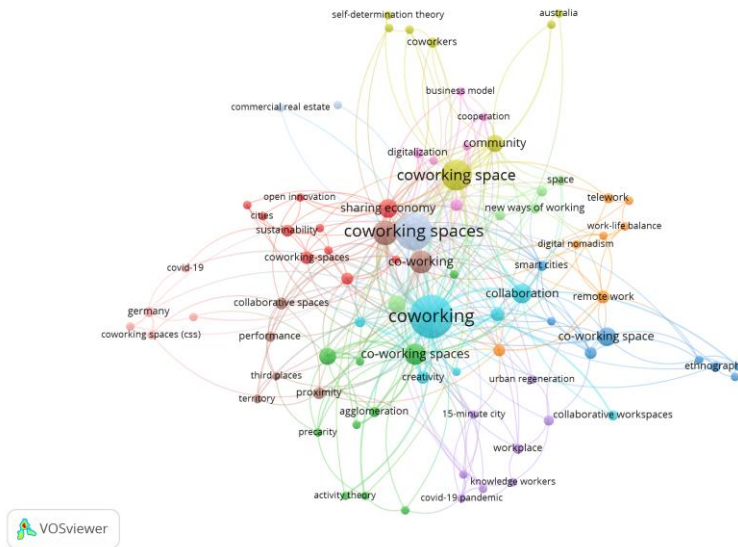 self-determination theory
australia
coworkers
business model
commercial real estate
cooperation
community
digitalization
coworking space
space
open innovation
telework
sharing economy
new ways of working
cities
work-life balance
sustainability
coworking spaces
digital nomadism
coworking-spaces
co-working
smart cities
covid-19
collaboration
remote work
collaborative spaces
germany
coworking
coworking spaces (css)
performance
co-working space
co-working spaces
ethnography
third places
creativity
urban regeneration
territory
proximity
agglomeration
15-minute city
collaborative workspaces
precarity
workplace
knowledge workers
activity theory
covid-19 pandemic
VOSviewer